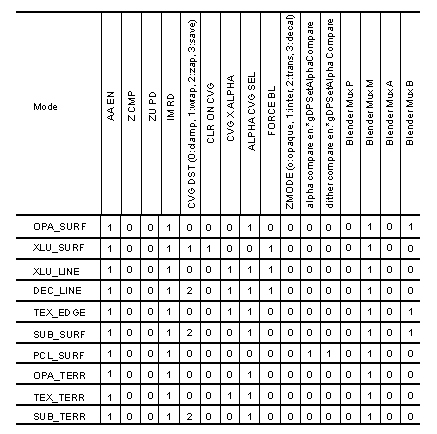 Mode
AA EN
Z CMP
ZU PD
IM RD
CVG DST (0:clamp, 1:wrap, 2:zap, 3:save)
CLR ON CVG
CVG X ALPHA
ALPHA CVG SEL
FORCE BL
ZMODE (o:opaque, 1:inter, 2:trans, 3:decal)
alpha compare en:*gDPSetAlphaCompare
dither compare en:*gDPSetAlpha Compare
Blender Mux P
Blender Mux M
Blender Mux A
Blender Mux B
OPA_SURF 1 0 0 1 0 0 0 1 0 0 0 0 0 1 0 1
XLU_SURF 1 0 0 1 1 1 0 0 1 0 0 0 0 1 0 0
XLU_LINE 1 0 0 1 0 0 1 1 1 0 0 0 0 1 0 0
DEC_LINE 1 0 0 1 2 0 1 1 1 0 0 0 0 1 0 0
TEX_EDGE 1 0 0 1 0 0 1 1 0 0 0 0 0 1 0 1
SUB_SURF 1 0 0 1 2 0 0 1 0 0 0 0 0 1 0 1
PCL_SURF 1 0 0 1 0 0 0 0 0 0 1 1 0 1 0 0
OPA_TERR 1 0 0 1 0 0 0 1 0 0 0 0 0 1 0 0
TEX_TERR 1 0 0 1 0 0 1 1 0 0 0 0 0 1 0 0
SUB_TERR 1 0 0 1 2 0 0 1 0 0 0 0 0 1 0 0